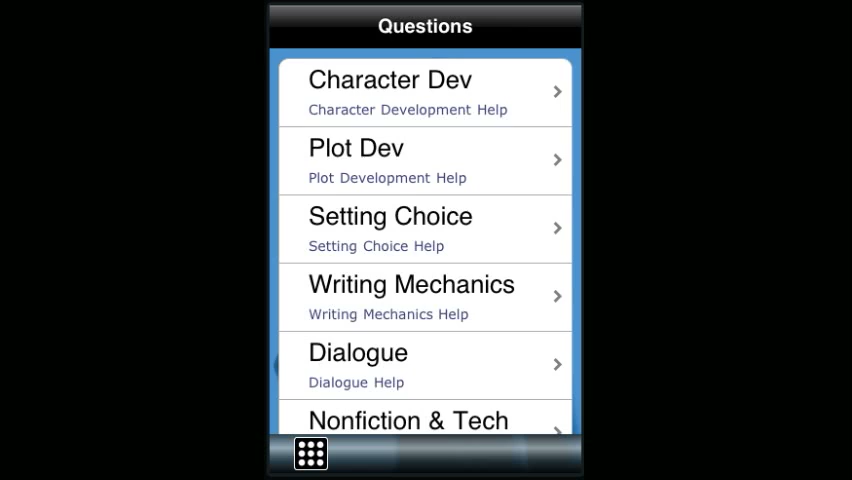 Questions
Character Dev
Character Development Help
Plot Dev
Plot Development Help
Setting Choice
Setting Choice Help
Writing Mechanics
Writing Mechanics Help
Dialogue
Dialogue Help
Nonfiction & Tech